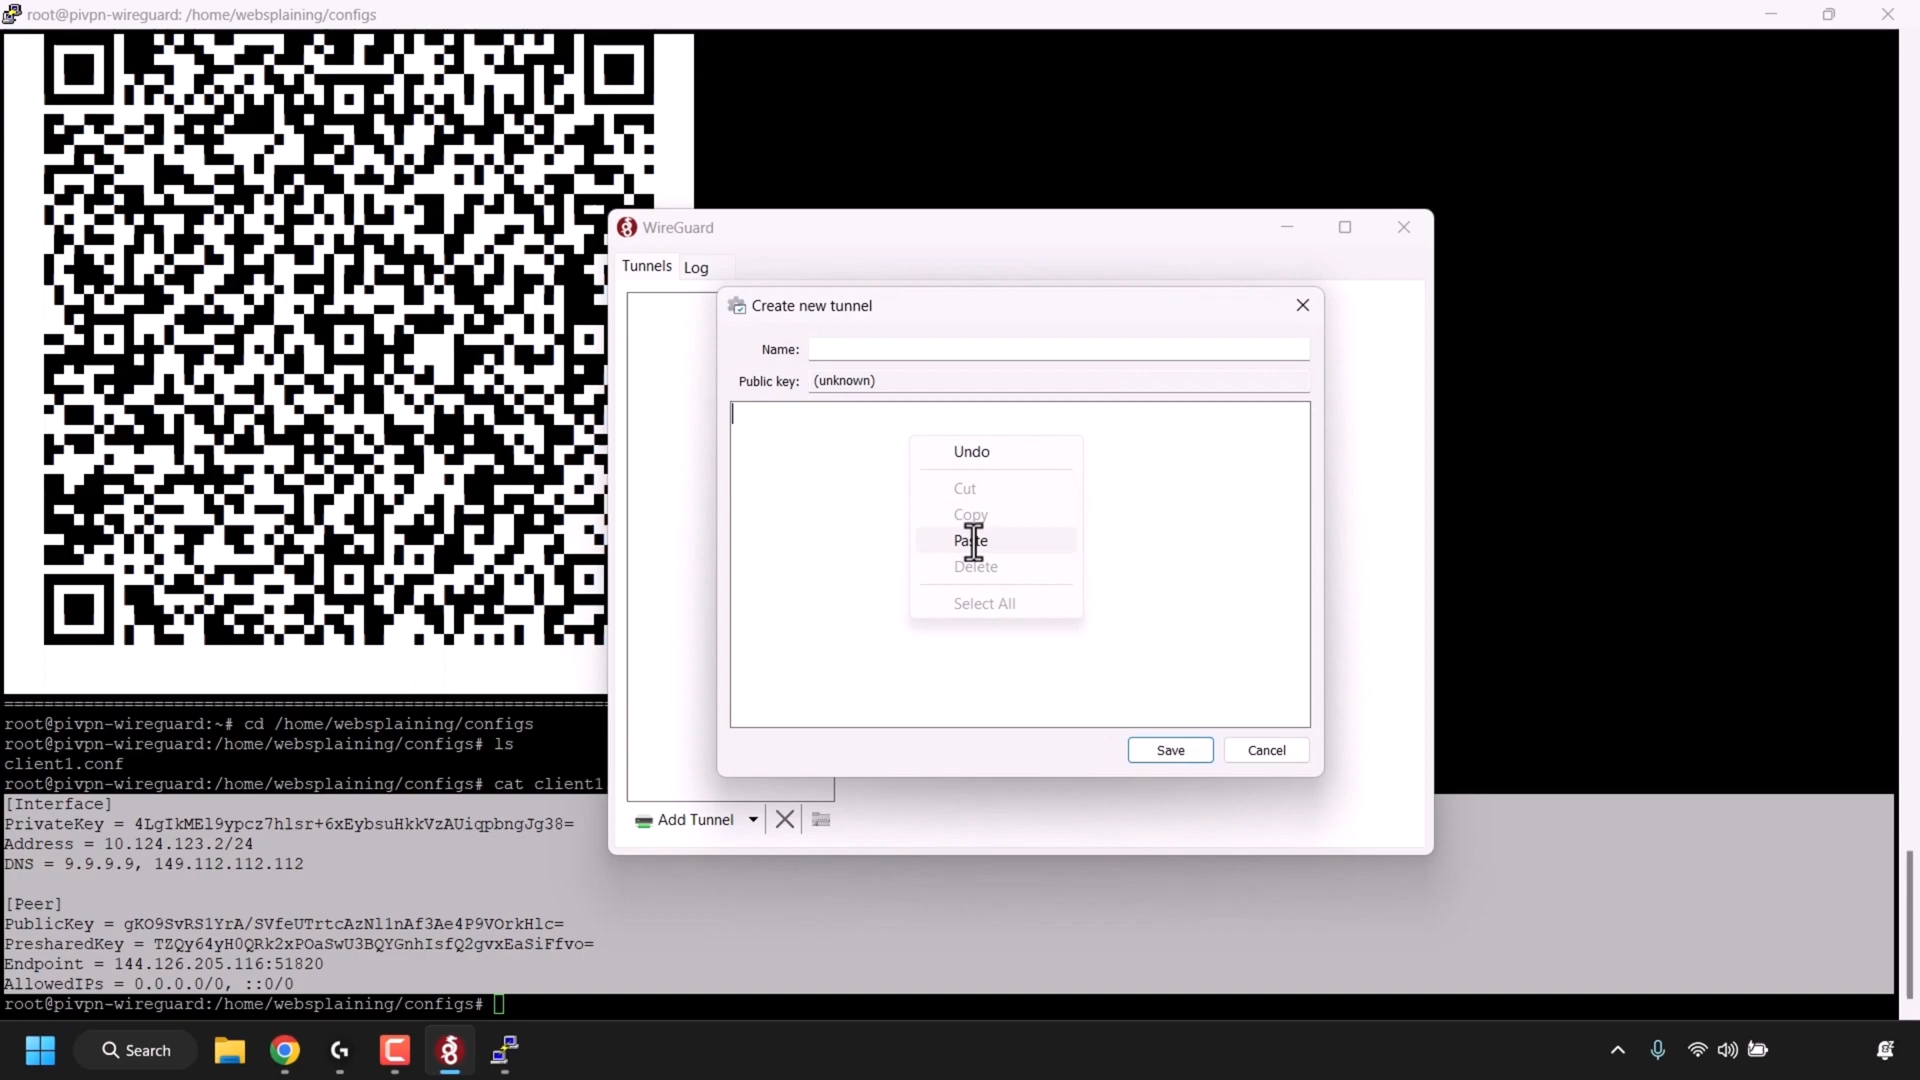 root@pivpn-wireguard: /home/websplaining/configs
WireGuard
Tunnels
Log
Create new tunnel
Name:
Public key:
(unknown)
Undo
Cut
Copy
Paste
Delete
Select All
Save
Cancel
Add Tunnel
root@pivpn-wireguard:~# cd /home/websplaining/configs
root@pivpn-wireguard:/home/websplaining/configs# ls
client1.conf
root@pivpn-wireguard:/home/websplaining/configs# cat client1
[Interface]
PrivateKey = 4LgIkMEl9ypcz7hlsr+6xEybsuHkkVzAUiqpbngJg38=
Address = 10.124.123.2/24
DNS = 9.9.9.9, 149.112.112.112
[Peer]
PublicKey = gKO9SvRS1YrA/SVfeUTrtcAzNl1nAf3Ae4P9VOrkHlc=
PresharedKey = TZQy64yH0QRk2xPOaSwU3BQYGnhIsfQ2gvxEaSiFfvo=
Endpoint = 144.126.205.116:51820
AllowedIPs = 0.0.0.0/0, ::0/0
root@pivpn-wireguard:/home/websplaining/configs#
Search